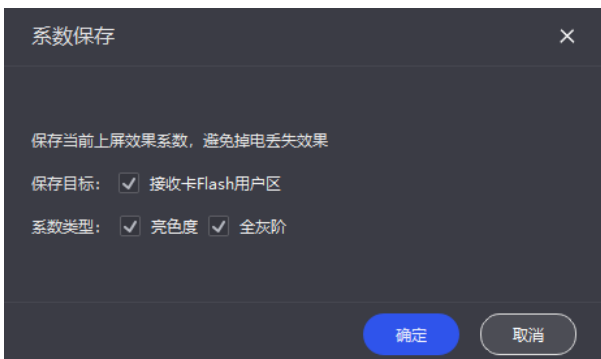 系数保存
保存当前上屏效果系数，避免掉电丢失效果
保存目标： 接收卡Flash用户区
系数类型： 亮色度 全灰阶
确定 取消